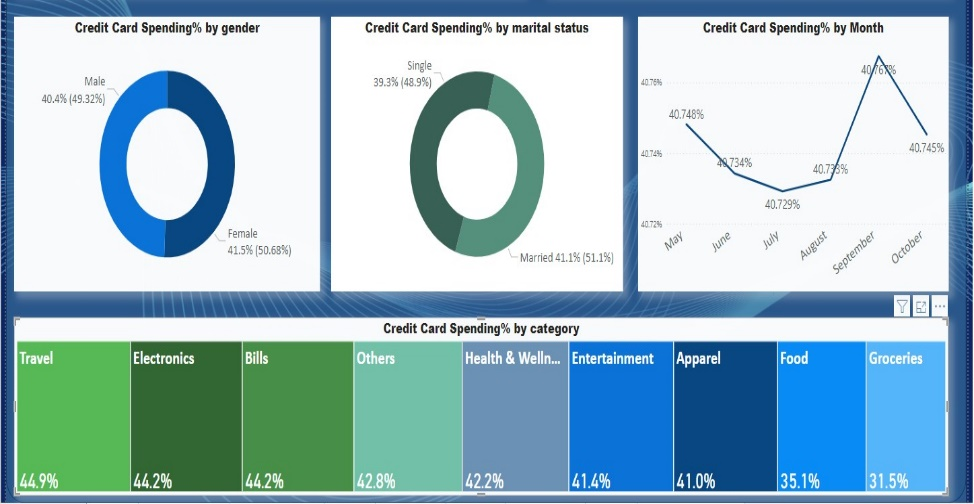 Credit Card Spending% by gender
Male
40.4% (49.32%)
Female
41.5% (50.68%)
Credit Card Spending% by marital status
Single
39.3% (48.9%)
Married 41.1% (51.1%)
Credit Card Spending% by Month
40.76%
40.74%
40.72%
40.748%
40.734%
40.729%
40.733%
40.767%
40.745%
May
June
July
August
September
October
Credit Card Spending% by category
Travel
44.9%
Electronics
44.2%
Bills
44.2%
Others
42.8%
Health & Welln...
42.2%
Entertainment
41.4%
Apparel
41.0%
Food
35.1%
Groceries
31.5%